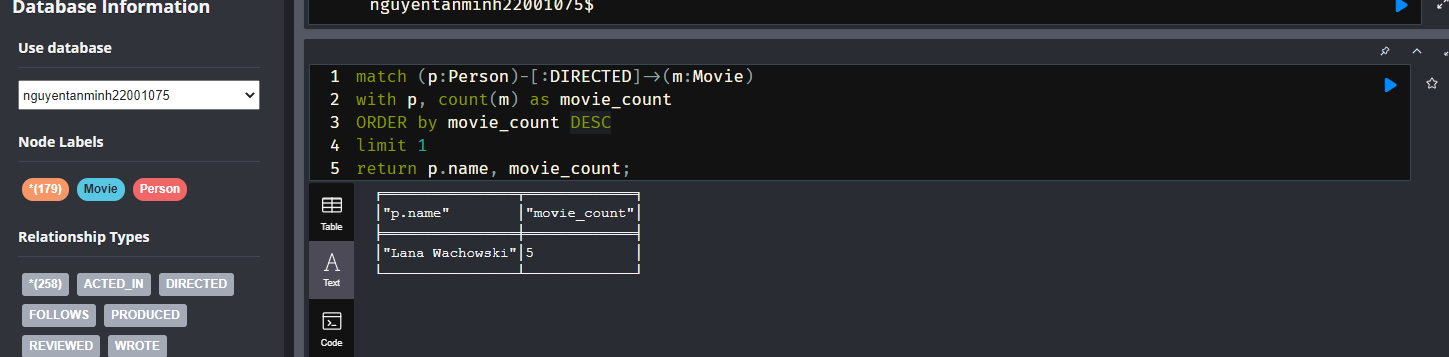 Database Information
Use database
nguyentanminh22001075
Node Labels
*(179) Movie Person
Relationship Types
*(258) ACTED_IN DIRECTED
FOLLOWS PRODUCED
REVIEWED WROTE
nguyentanminh22001075$
1 match (p:Person)-[:DIRECTED]->(m:Movie)
2 with p, count(m) as movie_count
3 ORDER by movie_count DESC
4 limit 1
5 return p.name, movie_count;
Table
Text
Code
"p.name" "movie_count"
"Lana Wachowski" 5